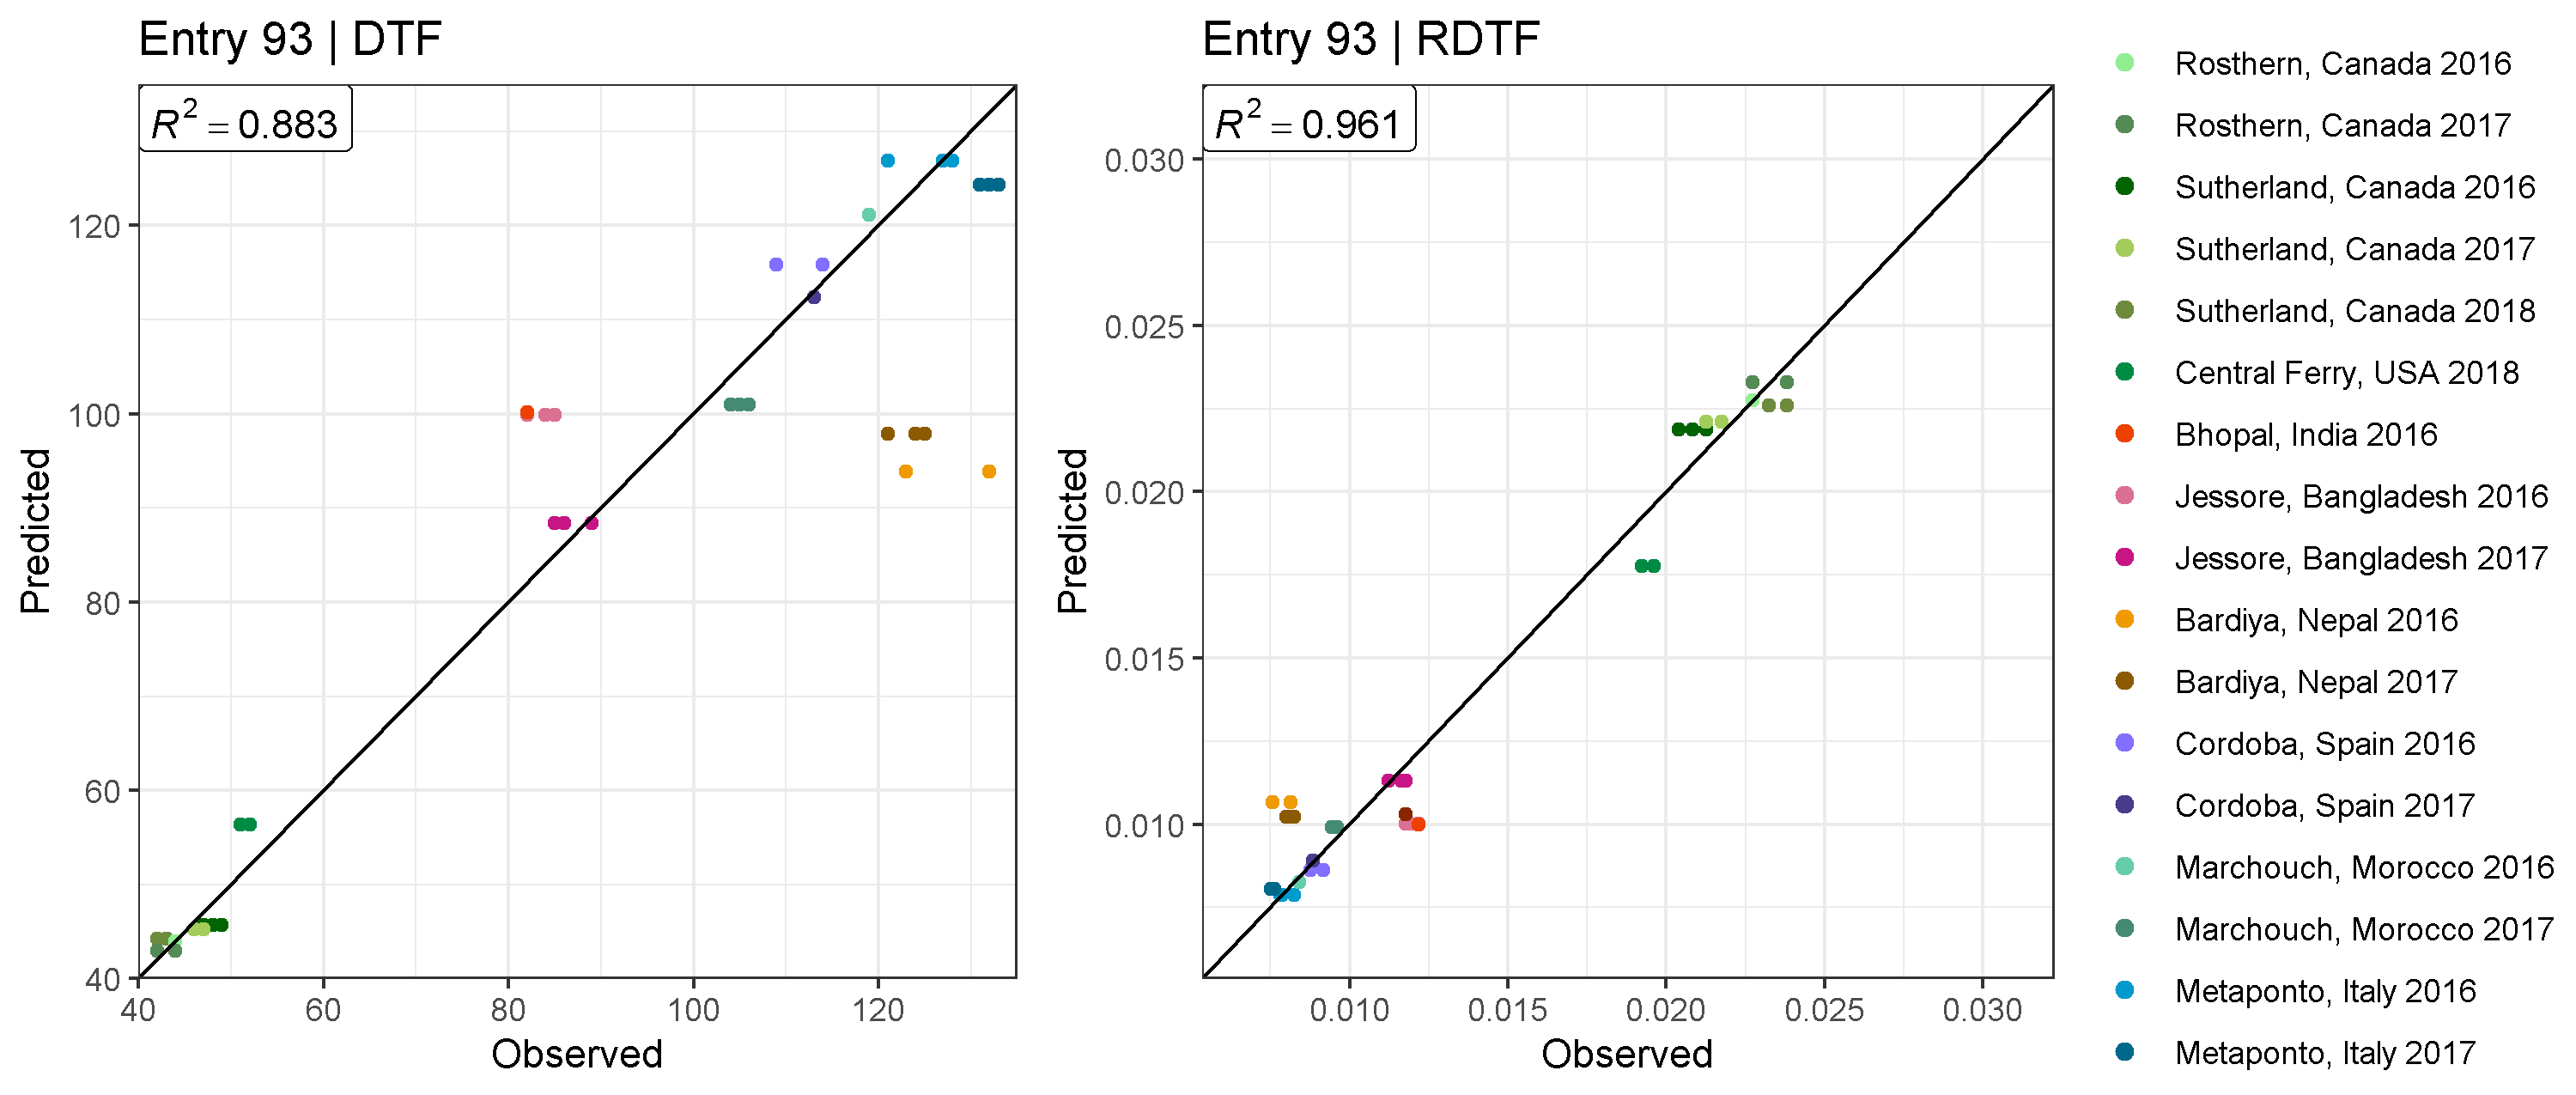 Entry 93 | DTF
R² = 0.883
Predicted
120
100
80
60
40
40 60 80 100 120
Observed
Entry 93 | RDTF
R² = 0.961
Predicted
0.030
0.025
0.020
0.015
0.010
0.010 0.015 0.020 0.025 0.030
Observed
Rosthern, Canada 2016
Rosthern, Canada 2017
Sutherland, Canada 2016
Sutherland, Canada 2017
Sutherland, Canada 2018
Central Ferry, USA 2018
Bhopal, India 2016
Jessore, Bangladesh 2016
Jessore, Bangladesh 2017
Bardiya, Nepal 2016
Bardiya, Nepal 2017
Cordoba, Spain 2016
Cordoba, Spain 2017
Marchouch, Morocco 2016
Marchouch, Morocco 2017
Metaponto, Italy 2016
Metaponto, Italy 2017